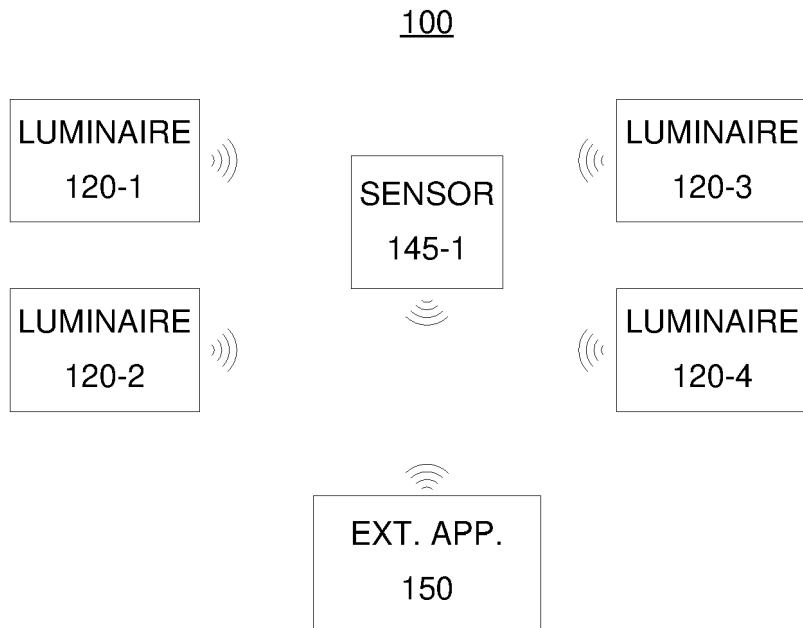 100
LUMINAIRE
120-1
SENSOR
145-1
LUMINAIRE
120-3
LUMINAIRE
120-2
LUMINAIRE
120-4
EXT. APP.
150